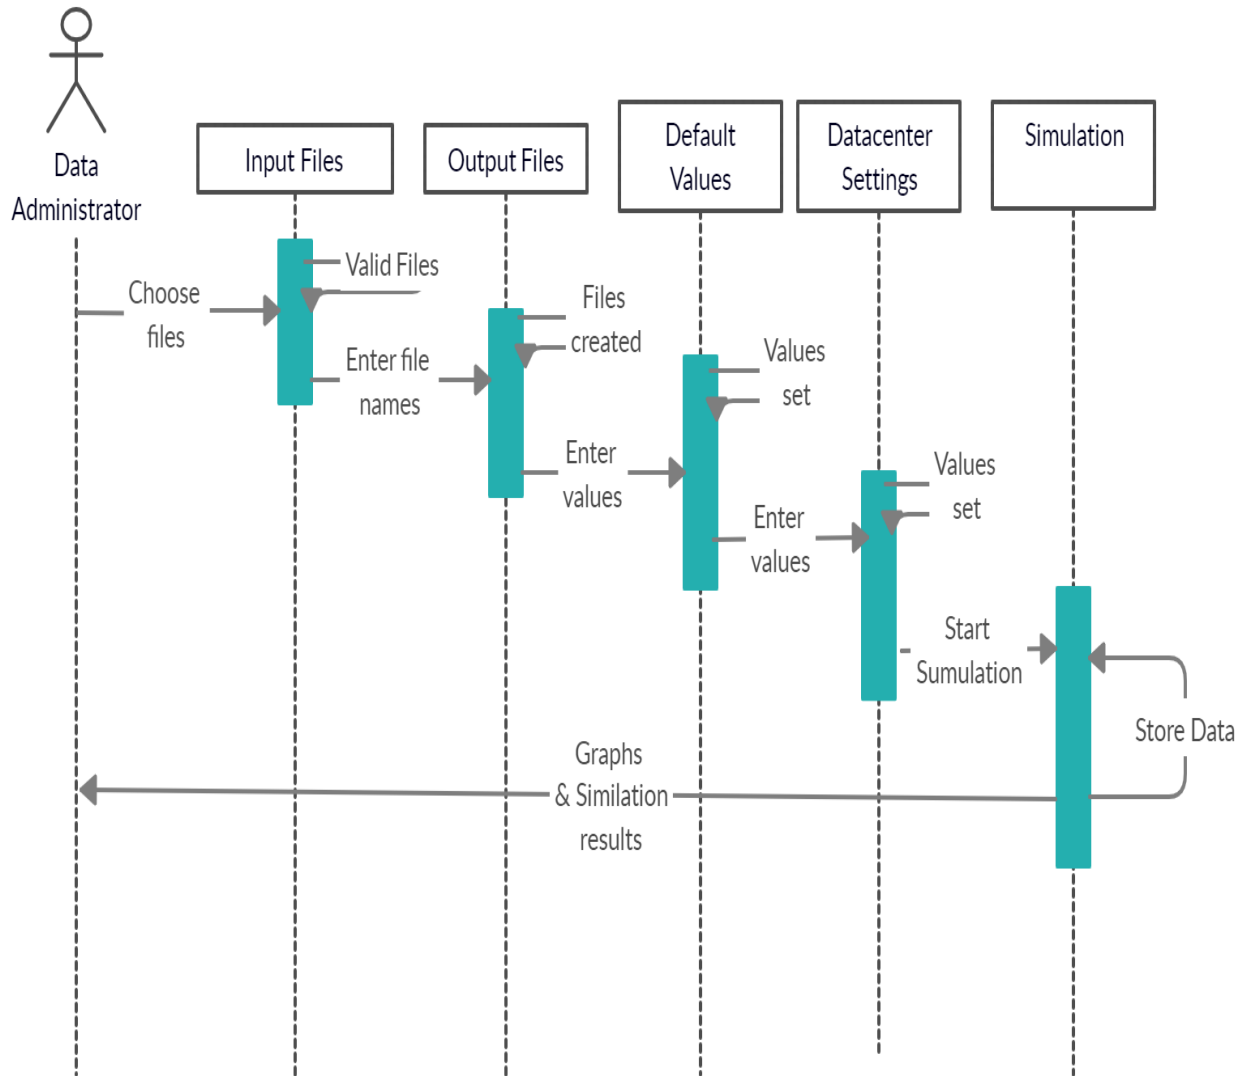 Data
Administrator
Input Files
Output Files
Default
Values
Datacenter
Settings
Simulation
Valid Files
Choose
files
Files
created
Enter file
names
Values
set
Enter
values
Values
set
Enter
values
Start
Sumulation
Store Data
Graphs
& Similation
results